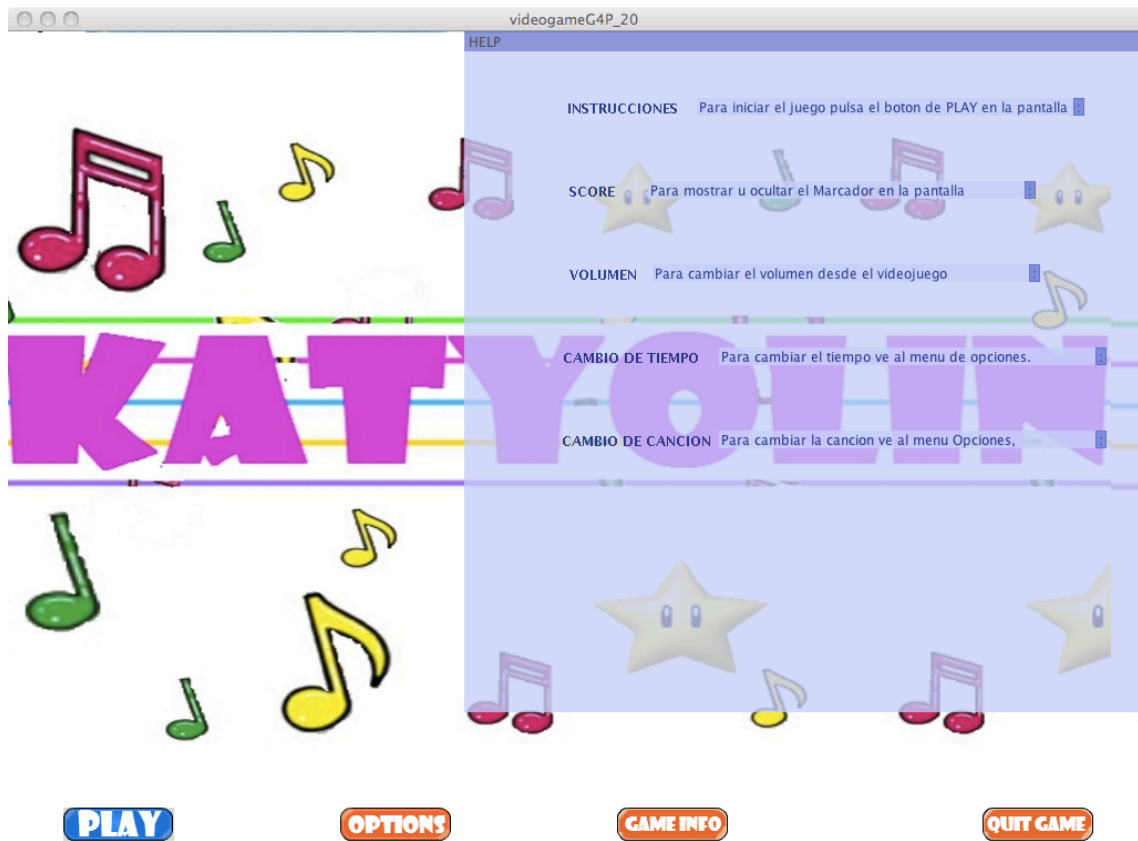 videogameG4P_20
HELP
INSTRUCCIONES Para iniciar el juego pulsa el boton de PLAY en la pantalla
SCORE Para mostrar u ocultar el Marcador en la pantalla
VOLUMEN Para cambiar el volumen desde el videojuego
KATYOLIN
CAMBIO DE TIEMPO Para cambiar el tiempo ve al menu de opciones.
CAMBIO DE CANCION Para cambiar la cancion ve al menu Opciones,
PLAY OPTIONS GAME INFO QUIT GAME